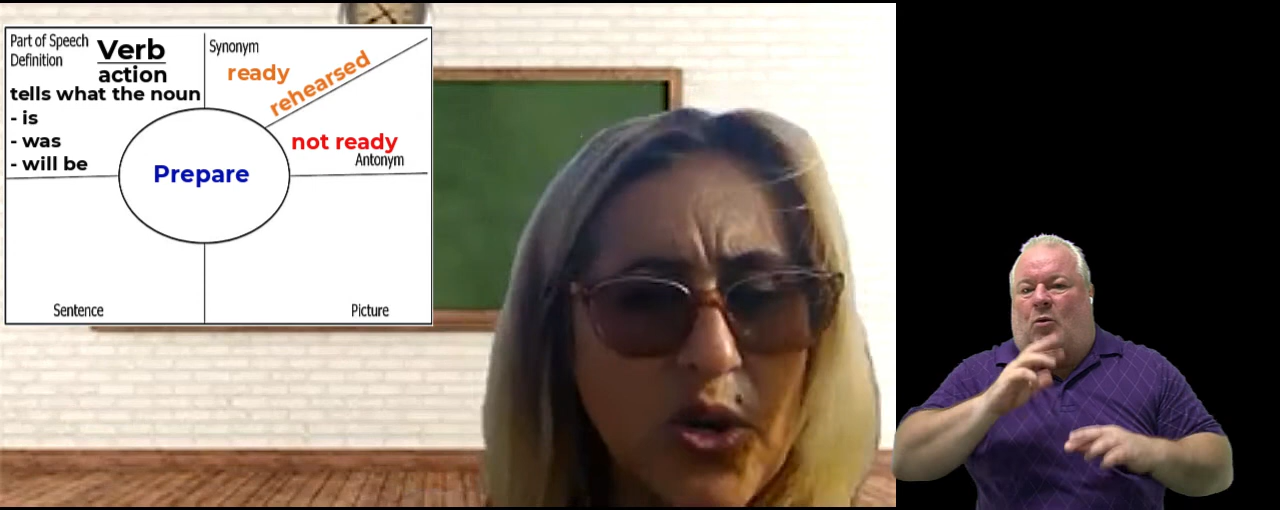 Part of Speech
Definition
Verb
action
tells what the noun
- is
- was
- will be
Synonym
ready
rehearsed
not ready
Antonym
Prepare
Sentence
Picture